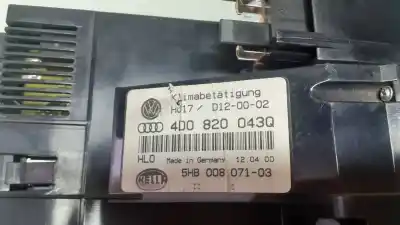 Klimabetätigung
H017/ D12-00-02
4D0 820 043Q
HLO Made in Germany 12.04.00
5HB 008 071-03
HELLA